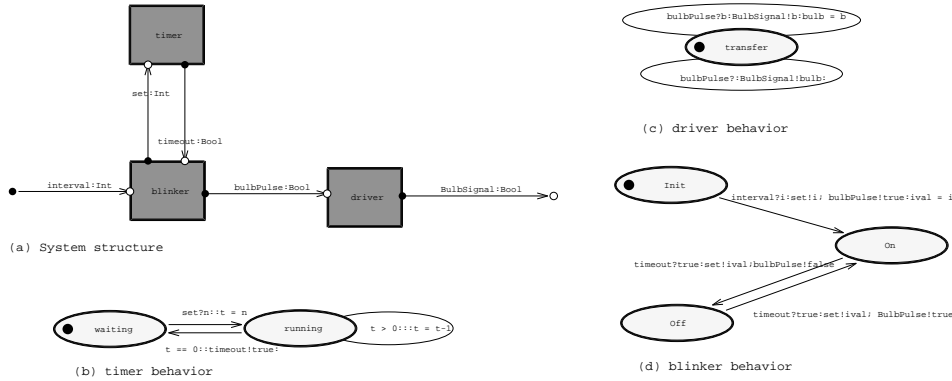 timer
set:Int
timeout:Bool
interval:Int
blinker
bulbPulse:Bool
driver
BulbSignal:Bool
(a) System structure
set?n::t = n
waiting
running
t > 0:::t = t-1
t == 0::timeout!true:
(b) timer behavior
bulbPulse?b:BulbSignal!b:bulb = b
transfer
bulbPulse?:BulbSignal!bulb:
(c) driver behavior
Init
interval?i:set!i; bulbPulse!true:ival = i
On
timeout?true:set!ival;bulbPulse!false
Off
timeout?true:set!ival; BulbPulse!true
(d) blinker behavior